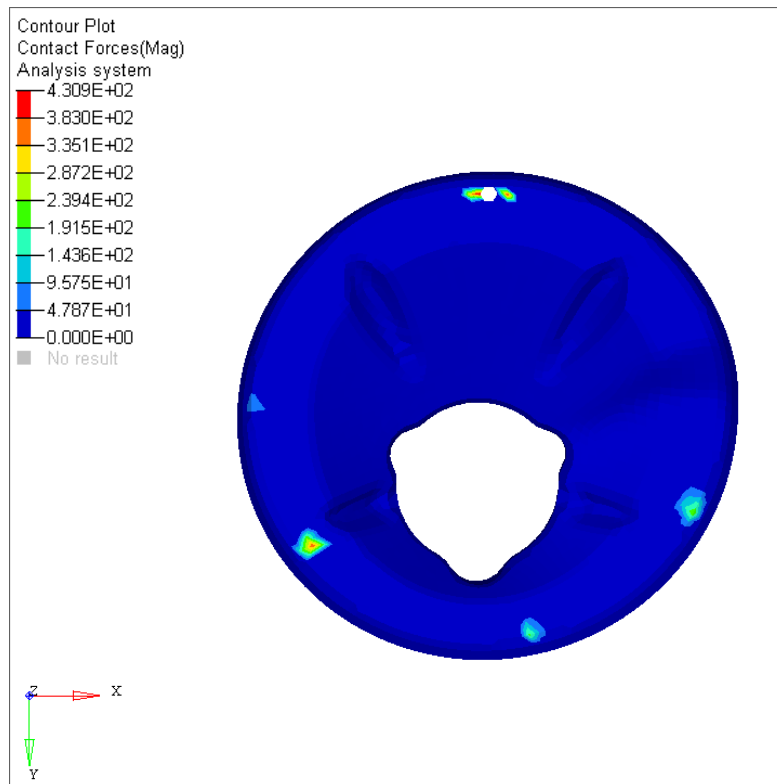 Contour Plot
Contact Forces(Mag)
Analysis system
4.309E+02
3.830E+02
3.351E+02
2.872E+02
2.394E+02
1.915E+02
1.436E+02
9.575E+01
4.787E+01
0.000E+00
No result
Z
X
Y